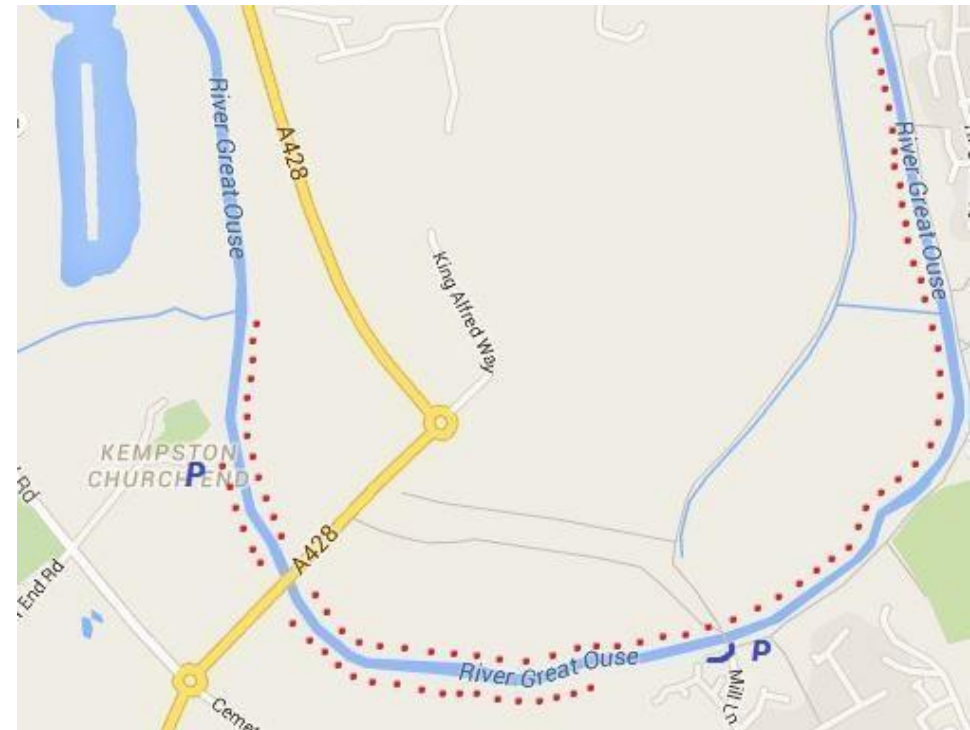 River Great Ouse
A428
River Great Ouse
King Alfred Way
KEMPSTON
CHURCH END
P
Rd
End Rd
A428
River Great Ouse
P
Mill Ln